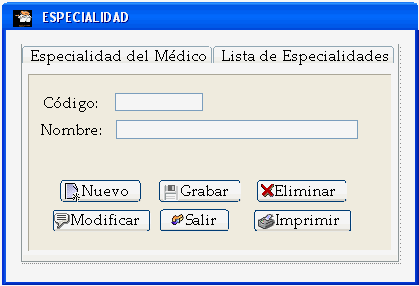 ESPECIALIDAD
Especialidad del Médico Lista de Especialidades
Código:
Nombre:
Nuevo Grabar Eliminar
Modificar Salir Imprimir